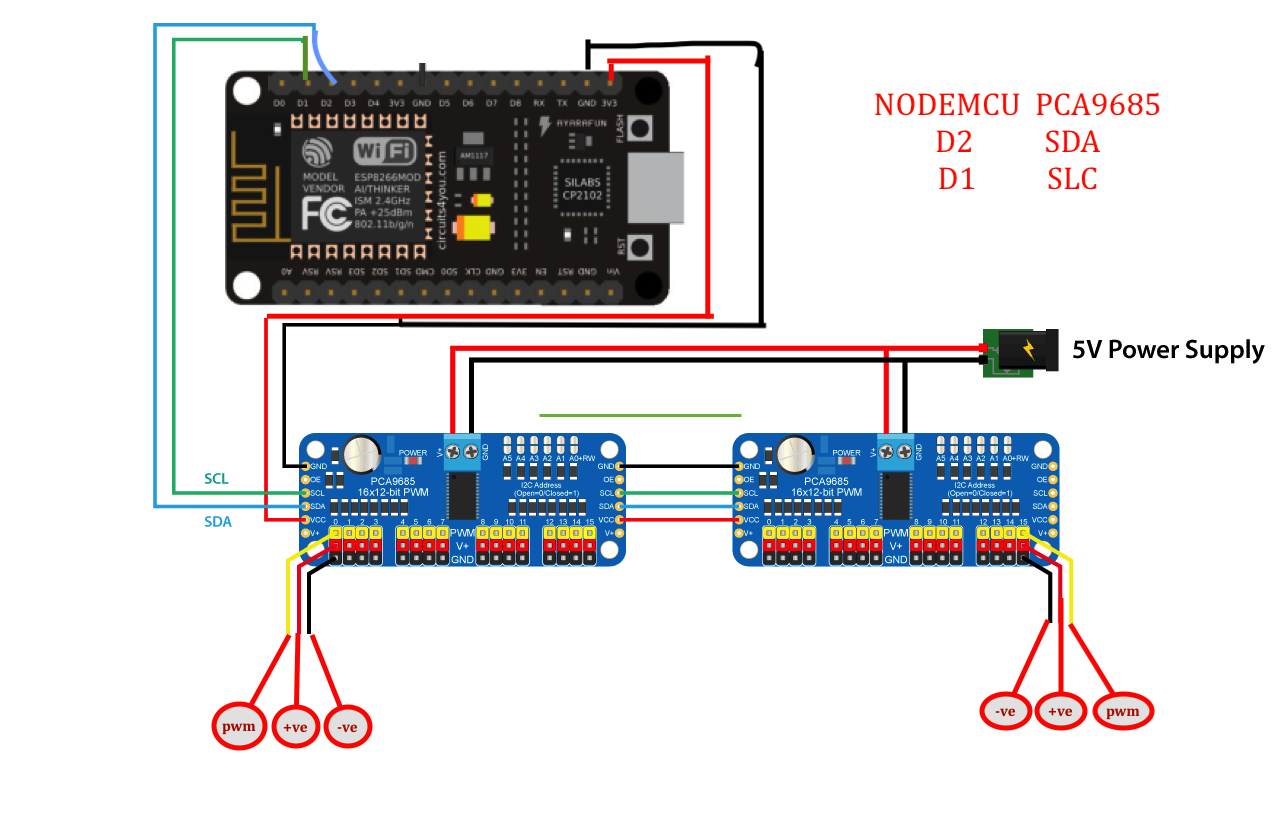 D0 D1 D2 D3 D4 3V3 GND D5 D6 D7 D8 RX TX GND 3V3
NODEMCU PCA9685
D2 SDA
D1 SLC
AYARAFUN
FLASH
WiFi
MODEL ESP8266MOD
VENDOR AI/THINKER
ISM 2.4GHz
PA +25dBm
802.11b/g/n
FC
AM1117
circuits4you.com
SILABS
CP2102
RST
A0 RSV RSV SD3 SD2 SD1 CMD SD0 CLK GND 3V3 EN RST GND Vin
5V Power Supply
V+ GND
POWER
A5 A4 A3 A2 A1 A0+RW
PCA9685
16x12-bit PWM
I2C Address
(Open=0/Closed=1)
GND
OE
SCL
SDA
VCC
V+
0 1 2 3 4 5 6 7 8 9 10 11 12 13 14 15
PWM
V+
GND
GND
OE
SCL
SDA
VCC
V+
V+ GND
POWER
A5 A4 A3 A2 A1 A0+RW
PCA9685
16x12-bit PWM
I2C Address
(Open=0/Closed=1)
GND
OE
SCL
SDA
VCC
V+
0 1 2 3 4 5 6 7 8 9 10 11 12 13 14 15
PWM
V+
GND
GND
OE
SCL
SDA
VCC
V+
SCL
SDA
pwm +ve -ve
-ve +ve pwm